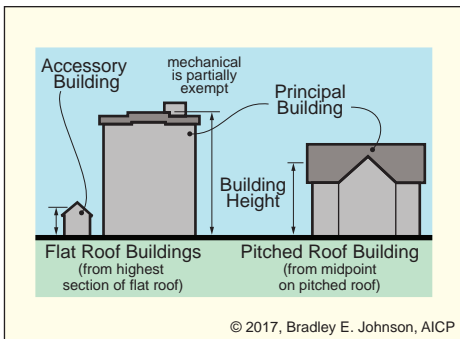 Accessory
Building
mechanical
is partially
exempt
Principal
Building
Building
Height
Flat Roof Buildings
(from highest
section of flat roof)
Pitched Roof Building
(from midpoint
on pitched roof)
© 2017, Bradley E. Johnson, AICP